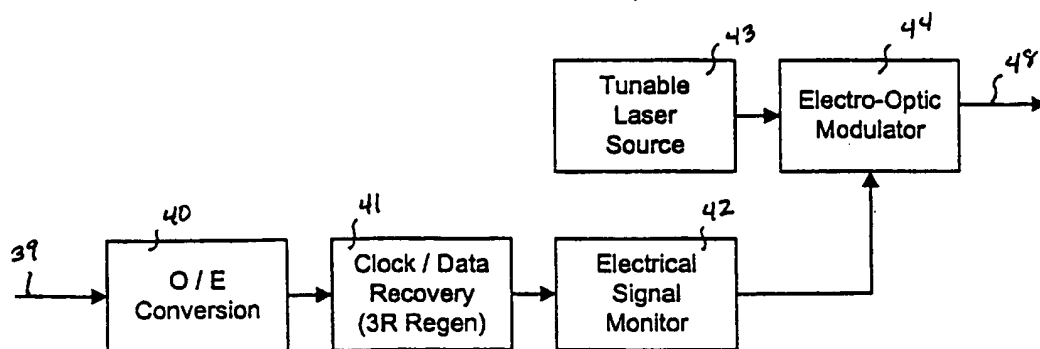 43
44
48
Tunable
Laser
Source
Electro-Optic
Modulator
39
40
41
42
O / E
Conversion
Clock / Data
Recovery
(3R Regen)
Electrical
Signal
Monitor